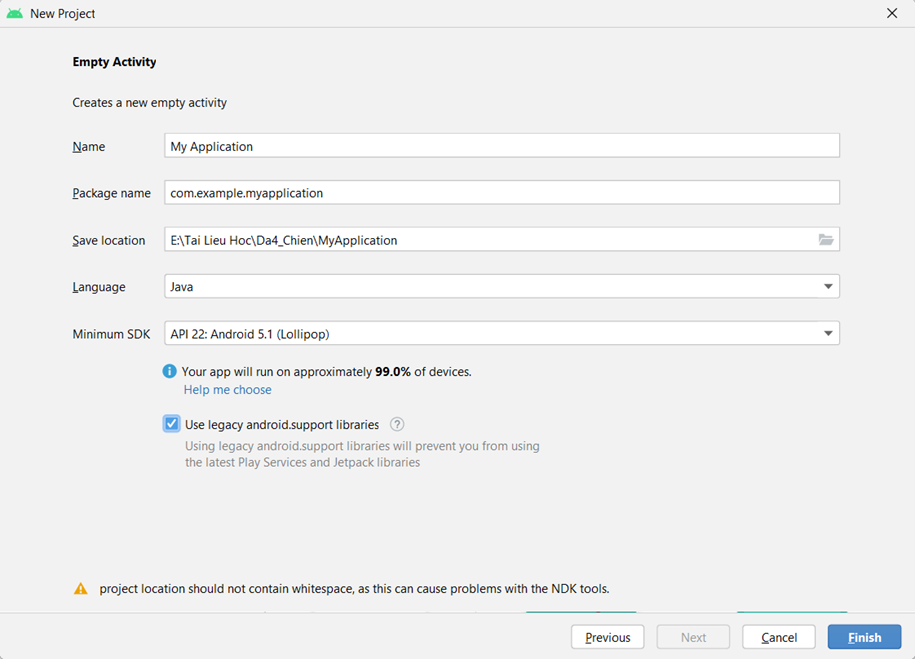 New Project
Empty Activity
Creates a new empty activity
Name My Application
Package name com.example.myapplication
Save location E:\Tai Lieu Hoc\Da4_Chien\MyApplication
Language Java
Minimum SDK API 22: Android 5.1 (Lollipop)
i Your app will run on approximately 99.0% of devices.
Help me choose
Use legacy android.support libraries ?
Using legacy android.support libraries will prevent you from using
the latest Play Services and Jetpack libraries
project location should not contain whitespace, as this can cause problems with the NDK tools.
Previous Next Cancel Finish